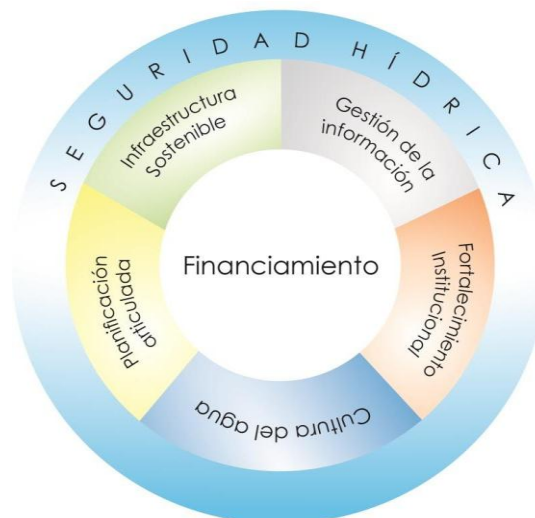 SEGURIDAD HÍDRICA
Infraestructura
Sostenible
Gestión de la
información
Financiamiento
Planificación
articulada
Fortalecimiento
Institucional
Cultura del agua